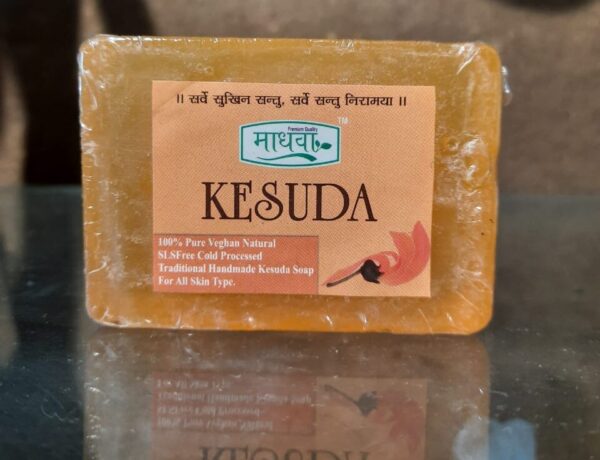 ॥ सर्वे सुखिन सन्तु, सर्वे सन्तु निरामया ॥
TM
Premium Quality
माधवा
KESUDA
100% Pure Veghan Natural
SLSFree Cold Processed
Traditional Handmade Kesuda Soap
For All Skin Type.